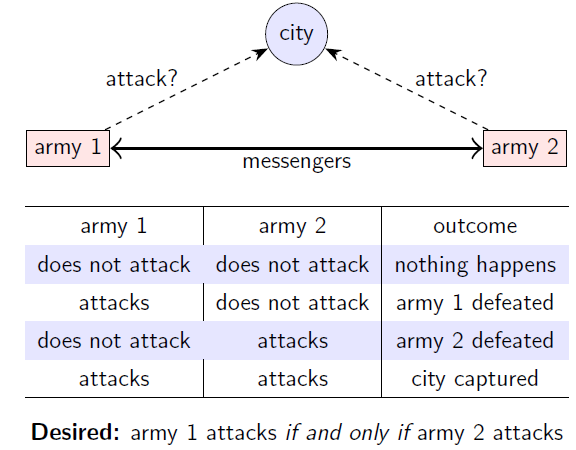 city
attack? attack?
army 1 army 2
messengers
army 1 army 2 outcome
does not attack does not attack nothing happens
attacks does not attack army 1 defeated
does not attack attacks army 2 defeated
attacks attacks city captured
Desired: army 1 attacks if and only if army 2 attacks